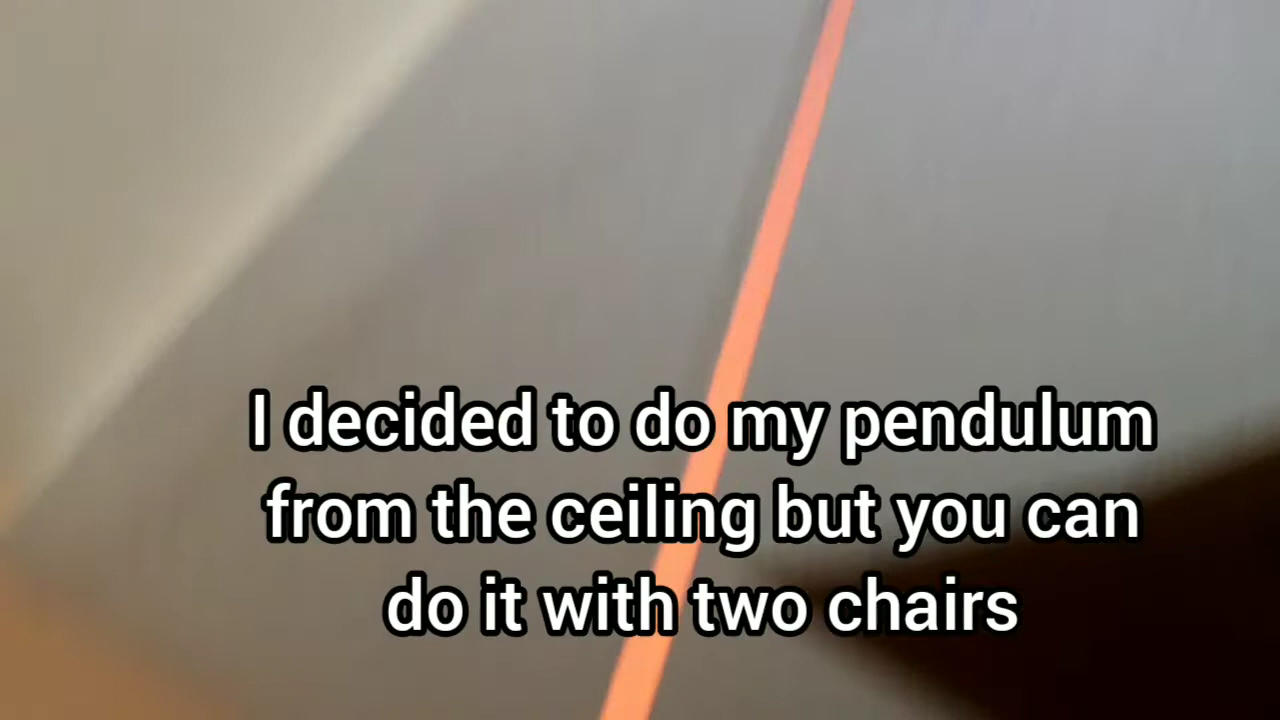 I decided to do my pendulum
from the ceiling but you can
do it with two chairs